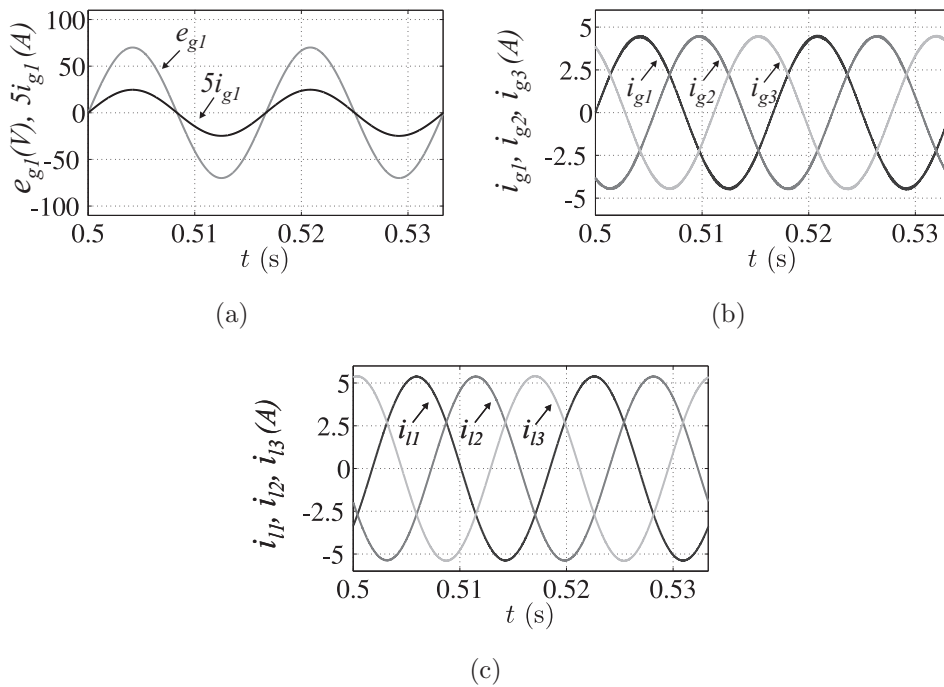 e_g1(V), 5i_g1(A)
100
50
0
-50
-100
e_g1
5i_g1
0.5 0.51 0.52 0.53
t (s)
(a)
i_g1, i_g2, i_g3(A)
5
2.5
0
-2.5
-5
i_g1 i_g2 i_g3
0.5 0.51 0.52 0.53
t (s)
(b)
i_l1, i_l2, i_l3(A)
5
2.5
0
-2.5
-5
i_l1 i_l2 i_l3
0.5 0.51 0.52 0.53
t (s)
(c)